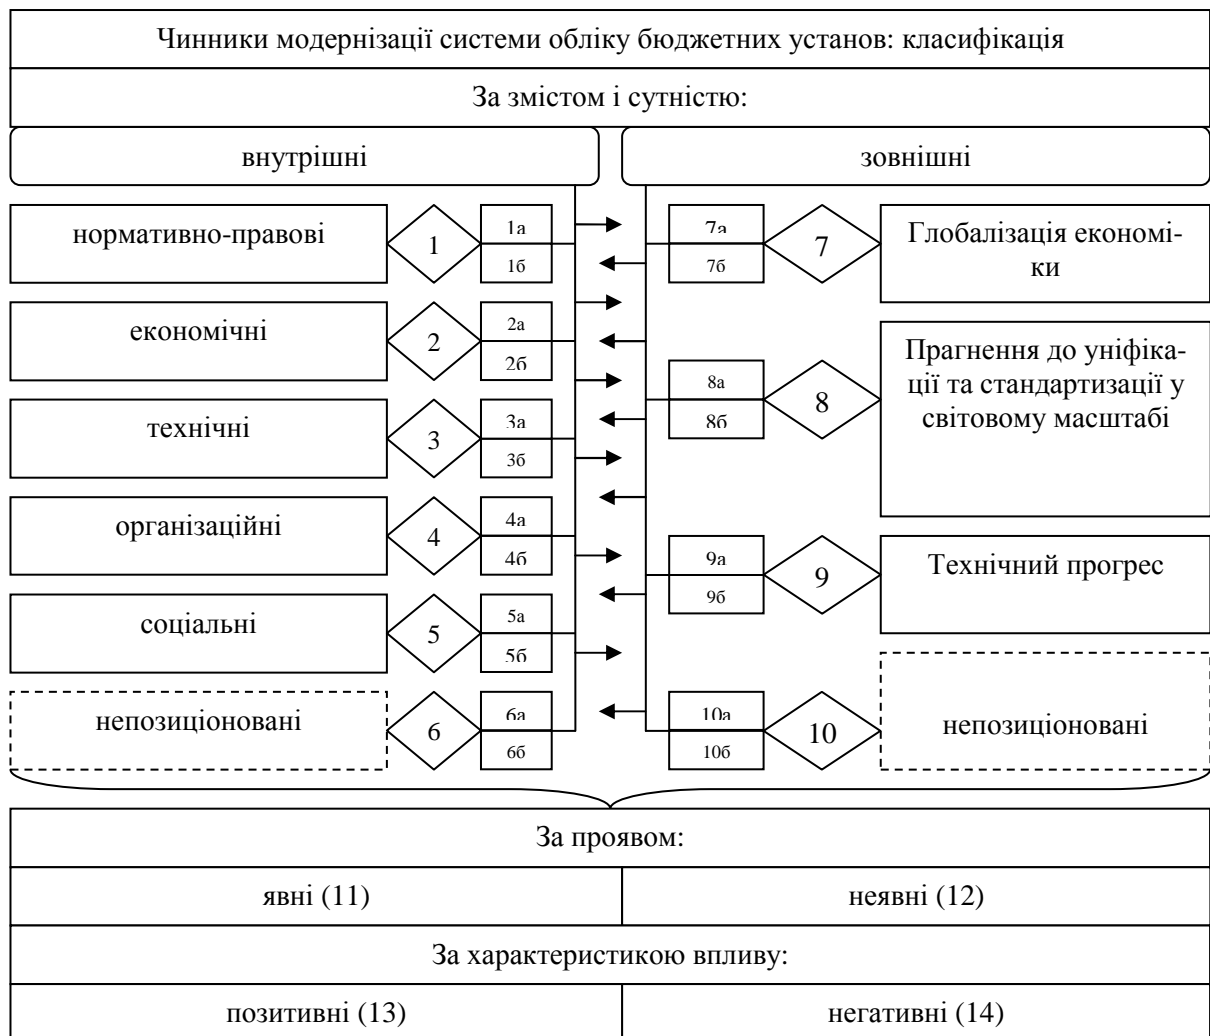 Чинники модернізації системи обліку бюджетних установ: класифікація
За змістом і сутністю:
внутрішні
зовнішні
нормативно-правові
1
1а
1б
7а
7б
7
Глобалізація економі-
ки
економічні
2
2а
2б
8а
8б
8
Прагнення до уніфіка-
ції та стандартизації у
світовому масштабі
технічні
3
3а
3б
організаційні
4
4а
4б
9а
9б
9
Технічний прогрес
соціальні
5
5а
5б
непозиціоновані
6
6а
6б
10а
10б
10
непозиціоновані
За проявом:
явні (11)
неявні (12)
За характеристикою впливу:
позитивні (13)
негативні (14)